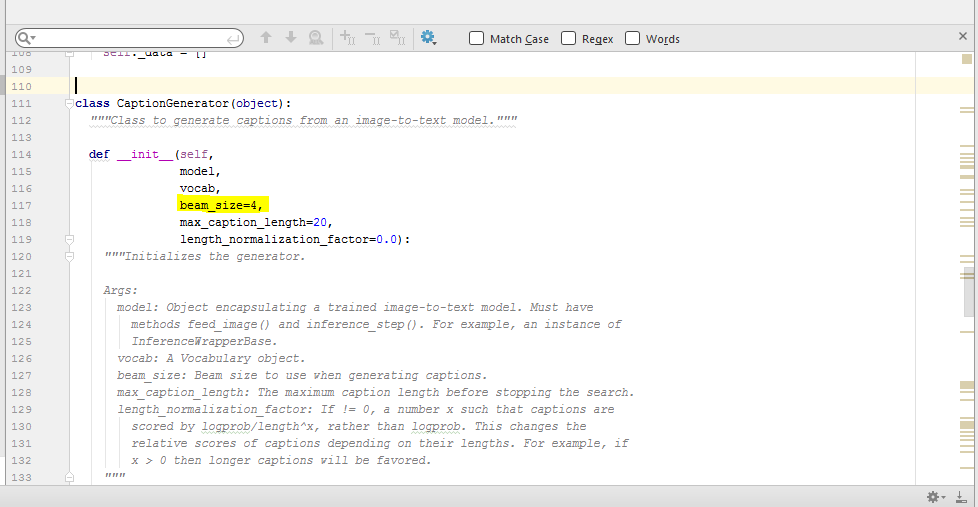 Match Case Regex Words
108 self._data = []
109
110
111 class CaptionGenerator(object):
112 """Class to generate captions from an image-to-text model."""
113
114 def __init__(self,
115 model,
116 vocab,
117 beam_size=4,
118 max_caption_length=20,
119 length_normalization_factor=0.0):
120 """Initializes the generator.
121
122 Args:
123 model: Object encapsulating a trained image-to-text model. Must have
124 methods feed_image() and inference_step(). For example, an instance of
125 InferenceWrapperBase.
126 vocab: A Vocabulary object.
127 beam_size: Beam size to use when generating captions.
128 max_caption_length: The maximum caption length before stopping the search.
129 length_normalization_factor: If != 0, a number x such that captions are
130 scored by logprob/length^x, rather than logprob. This changes the
131 relative scores of captions depending on their lengths. For example, if
132 x > 0 then longer captions will be favored.
133 """